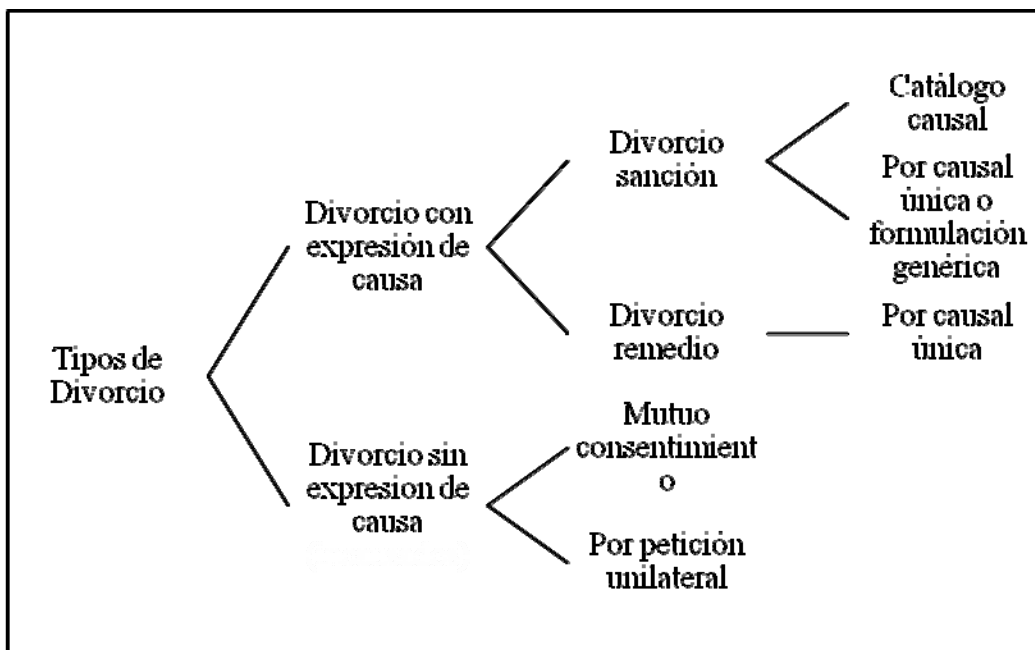 Tipos de
Divorcio
Divorcio con
expresión de
causa
Divorcio
sanción
Catálogo
causal
Por causal
única o
formulación
genérica
Divorcio
remedio
Por causal
única
Divorcio sin
expresion de
causa
Mutuo
consentimient
o
Por petición
unilateral